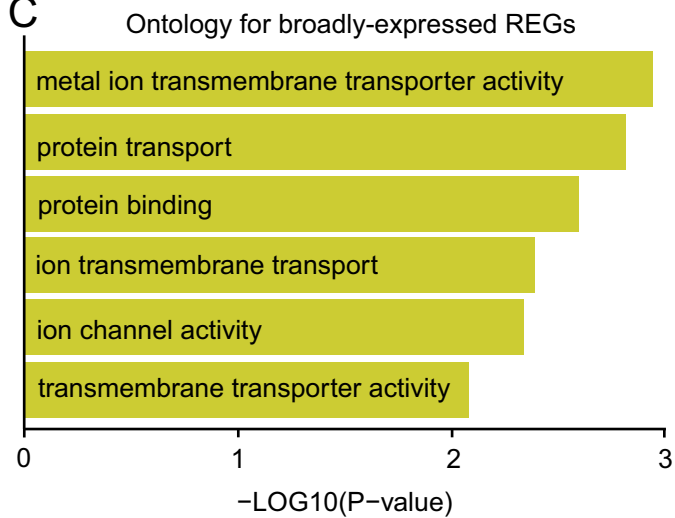 C
Ontology for broadly-expressed REGs
metal ion transmembrane transporter activity
protein transport
protein binding
ion transmembrane transport
ion channel activity
transmembrane transporter activity
0 1 2 3
−LOG10(P−value)